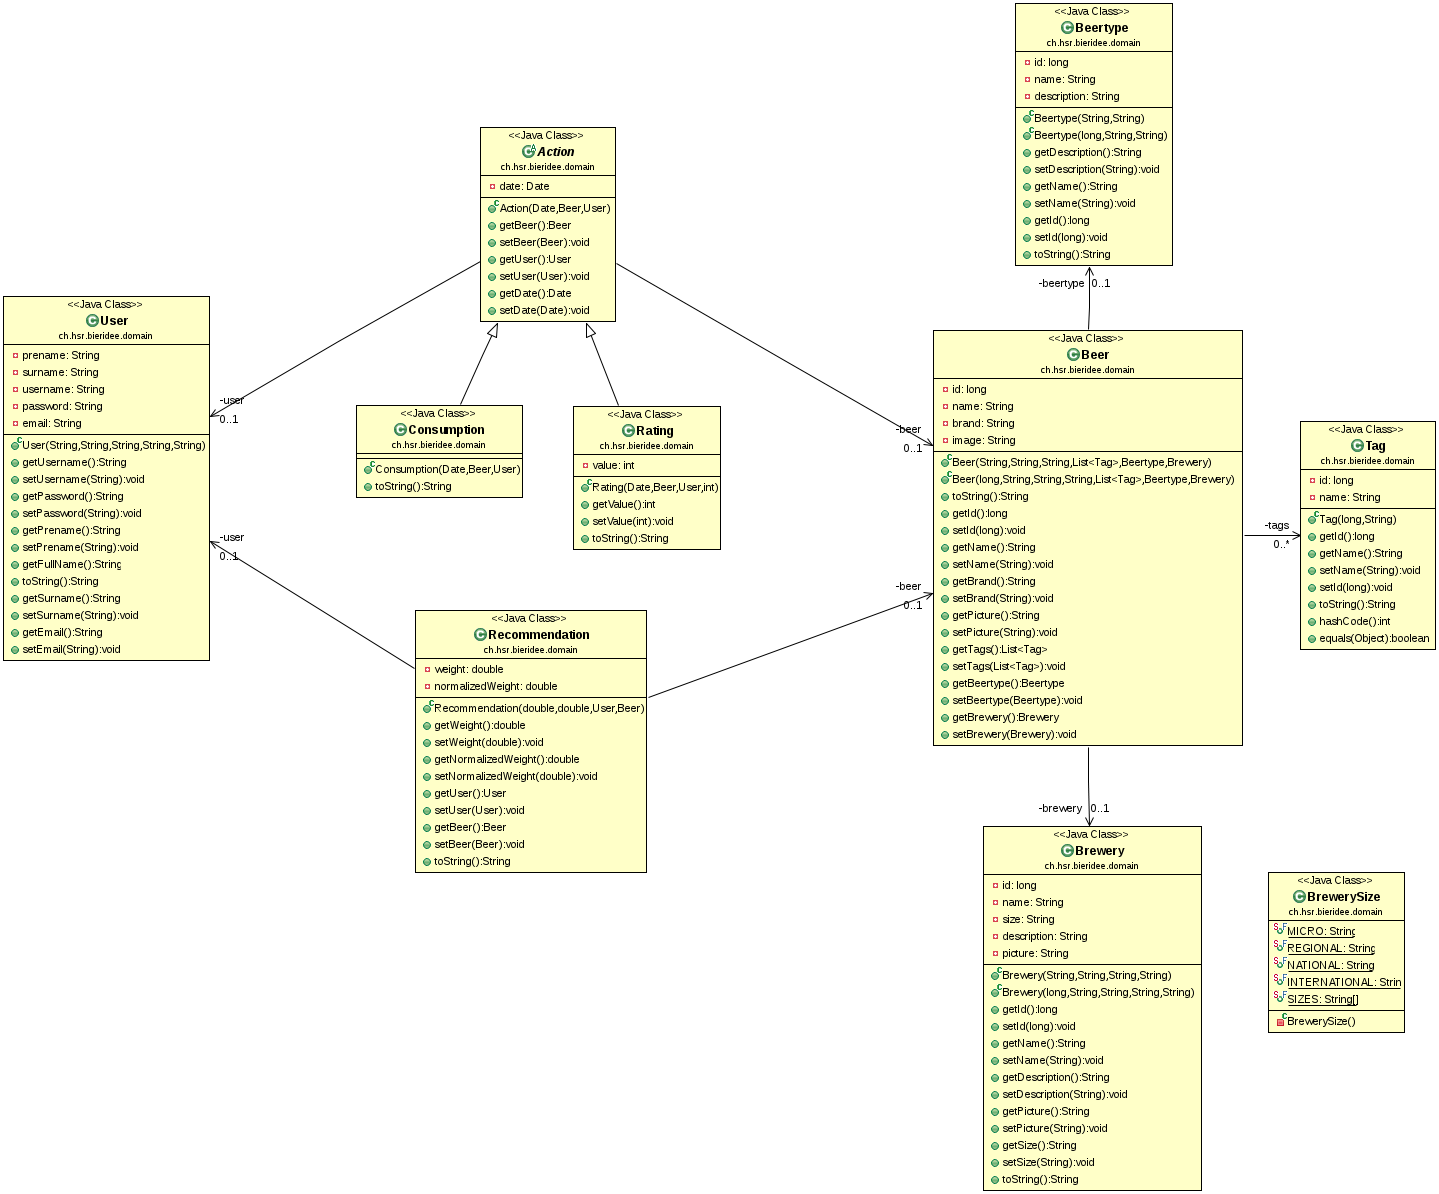 <<Java Class>>
Beertype
ch.hsr.bieridee.domain
id: long
name: String
description: String
Beertype(String,String)
Beertype(long,String,String)
getDescription():String
setDescription(String):void
getName():String
setName(String):void
getId():long
setId(long):void
toString():String
-beertype 0..1
<<Java Class>>
Action
ch.hsr.bieridee.domain
date: Date
Action(Date,Beer,User)
getBeer():Beer
setBeer(Beer):void
getUser():User
setUser(User):void
getDate():Date
setDate(Date):void
<<Java Class>>
User
ch.hsr.bieridee.domain
prename: String
surname: String
username: String
password: String
email: String
User(String,String,String,String,String)
getUsername():String
setUsername(String):void
getPassword():String
setPassword(String):void
getPrename():String
setPrename(String):void
getFullName():String
toString():String
getSurname():String
setSurname(String):void
getEmail():String
setEmail(String):void
-user
0..1
-user
0..1
<<Java Class>>
Consumption
ch.hsr.bieridee.domain
Consumption(Date,Beer,User)
toString():String
<<Java Class>>
Rating
ch.hsr.bieridee.domain
value: int
Rating(Date,Beer,User,int)
getValue():int
setValue(int):void
toString():String
-beer
0..1
-beer
0..1
<<Java Class>>
Beer
ch.hsr.bieridee.domain
id: long
name: String
brand: String
image: String
Beer(String,String,String,List<Tag>,Beertype,Brewery)
Beer(long,String,String,String,List<Tag>,Beertype,Brewery)
toString():String
getId():long
setId(long):void
getName():String
setName(String):void
getBrand():String
setBrand(String):void
getPicture():String
setPicture(String):void
getTags():List<Tag>
setTags(List<Tag>):void
getBeertype():Beertype
setBeertype(Beertype):void
getBrewery():Brewery
setBrewery(Brewery):void
-tags
0..*
<<Java Class>>
Tag
ch.hsr.bieridee.domain
id: long
name: String
Tag(long,String)
getId():long
getName():String
setName(String):void
setId(long):void
toString():String
hashCode():int
equals(Object):boolean
<<Java Class>>
Recommendation
ch.hsr.bieridee.domain
weight: double
normalizedWeight: double
Recommendation(double,double,User,Beer)
getWeight():double
setWeight(double):void
getNormalizedWeight():double
setNormalizedWeight(double):void
getUser():User
setUser(User):void
getBeer():Beer
setBeer(Beer):void
toString():String
-brewery 0..1
<<Java Class>>
Brewery
ch.hsr.bieridee.domain
id: long
name: String
size: String
description: String
picture: String
Brewery(String,String,String,String)
Brewery(long,String,String,String,String)
getId():long
setId(long):void
getName():String
setName(String):void
getDescription():String
setDescription(String):void
getPicture():String
setPicture(String):void
getSize():String
setSize(String):void
toString():String
<<Java Class>>
BrewerySize
ch.hsr.bieridee.domain
MICRO: String
REGIONAL: String
NATIONAL: String
INTERNATIONAL: Strin
SIZES: String[]
BrewerySize()